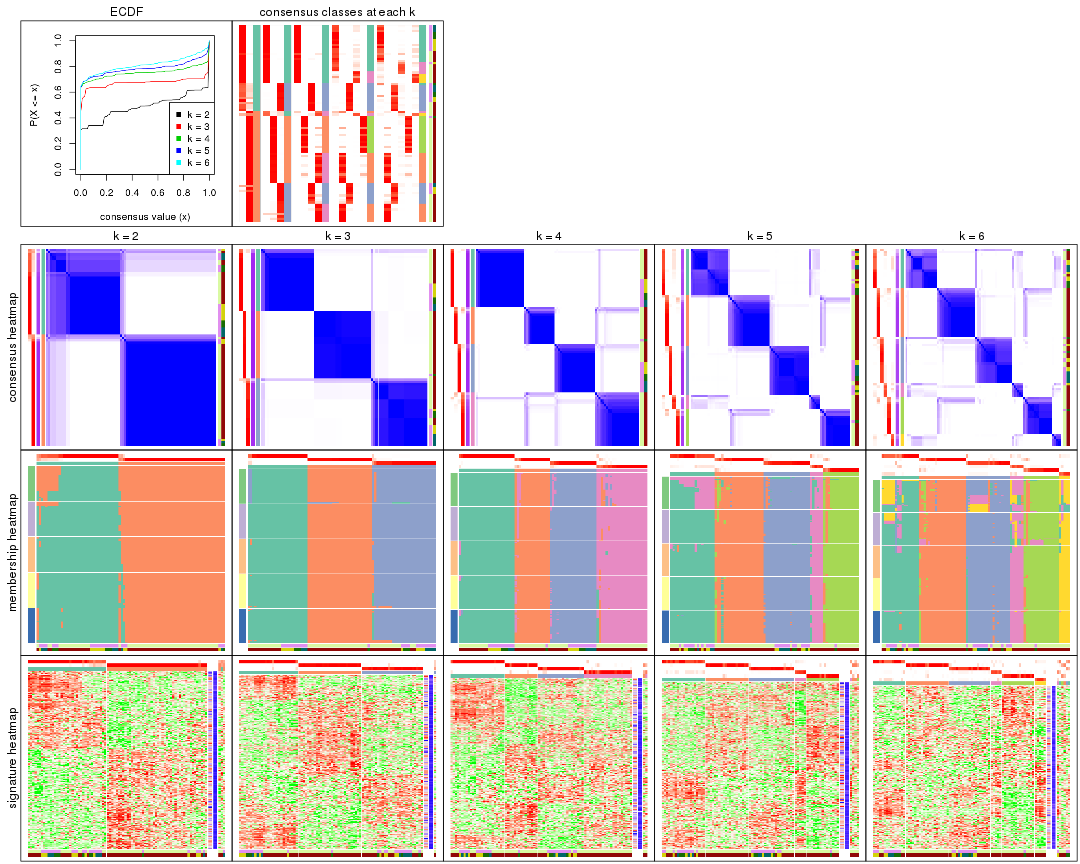 ECDF
consensus classes at each k
P(X <= x)
0.0 0.2 0.4 0.6 0.8 1.0
k = 2
k = 3
k = 4
k = 5
k = 6
0.0 0.2 0.4 0.6 0.8 1.0
consensus value (x)
k = 2 k = 3 k = 4 k = 5 k = 6
consensus heatmap
membership heatmap
signature heatmap